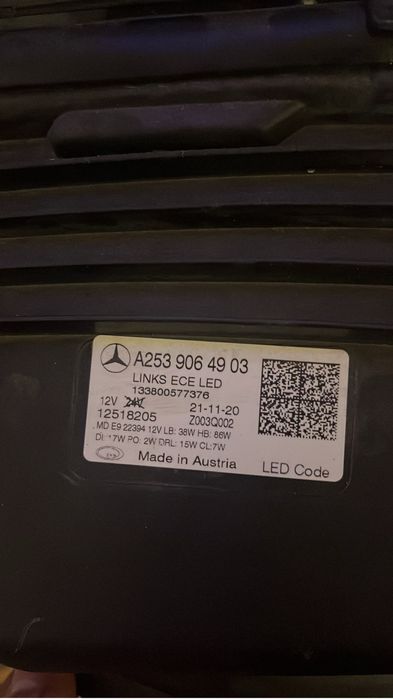 A253 906 49 03
LINKS ECE LED
133800577376
12V 24V 21-11-20
12518205 Z003Q002
MD E9 22394 12V LB: 38W HB: 86W
DI: 17W PO: 2W DRL: 15W CL: 7W
Made in Austria
LED Code